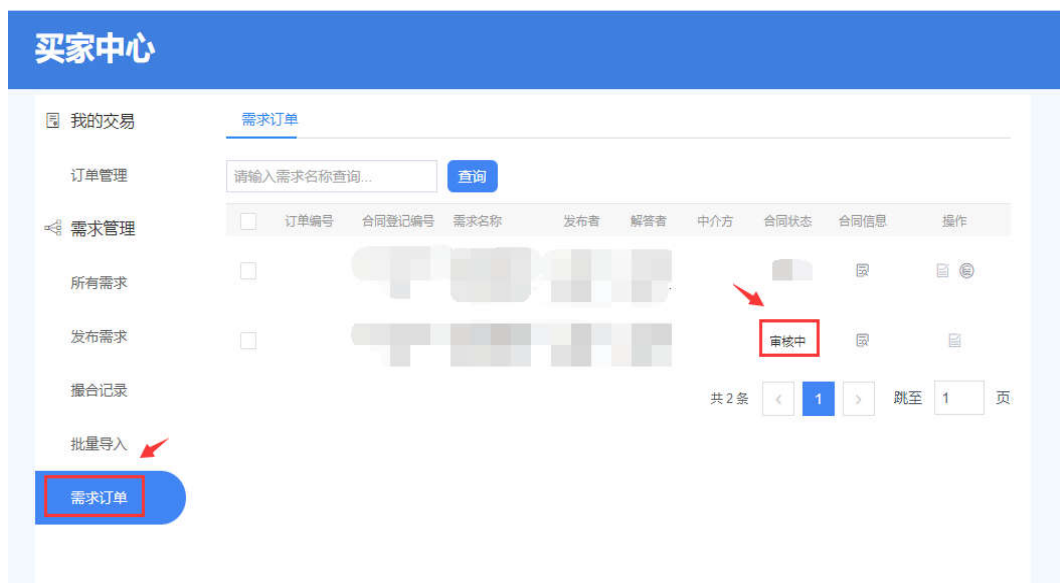 买家中心
我的交易
订单管理
需求管理
所有需求
发布需求
撮合记录
批量导入
需求订单
需求订单
请输入需求名称查询... 查询
订单编号 合同登记编号 需求名称 发布者 解答者 中介方 合同状态 合同信息 操作
审核中
共2条 < 1 > 跳至 1 页